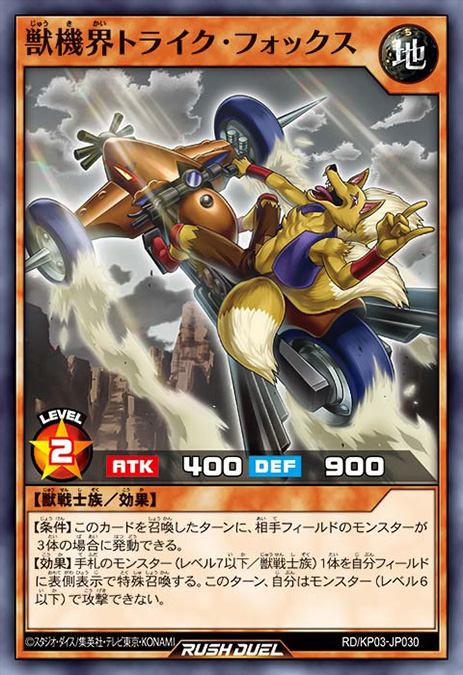 獣機界トライク・フォックス
地
LEVEL
2
ATK 400 DEF 900
【獣戦士族/効果】
【条件】このカードを召喚したターンに、相手フィールドのモンスターが
3体の場合に発動できる。
【効果】手札のモンスター(レベル7以下/獣戦士族)1体を自分フィールド
に表側表示で特殊召喚する。このターン、自分はモンスター(レベル6
以下)で攻撃できない。
©スタジオ・ダイス/集英社・テレビ東京・KONAMI
RUSH DUEL
RD/KP03-JP030